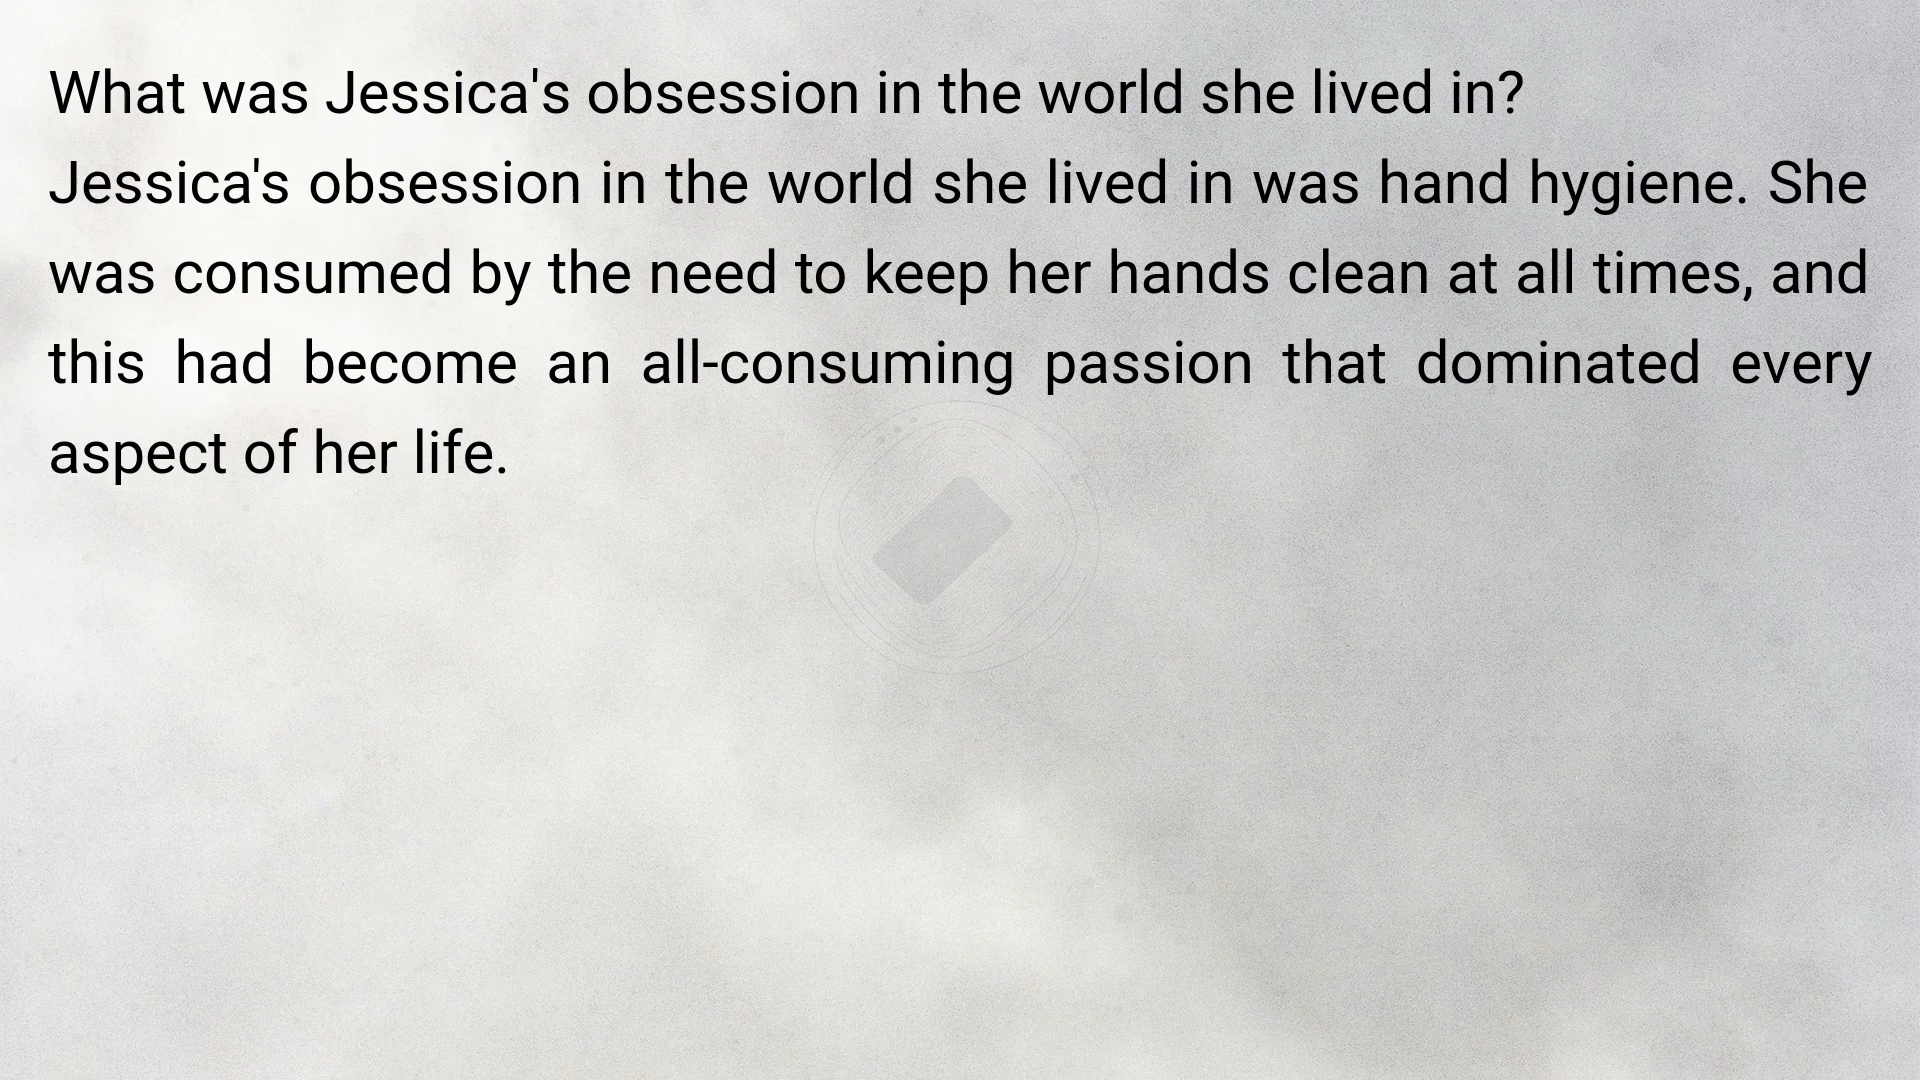 What was Jessica's obsession in the world she lived in?
Jessica's obsession in the world she lived in was hand hygiene. She
was consumed by the need to keep her hands clean at all times, and
this had become an all-consuming passion that dominated every
aspect of her life.